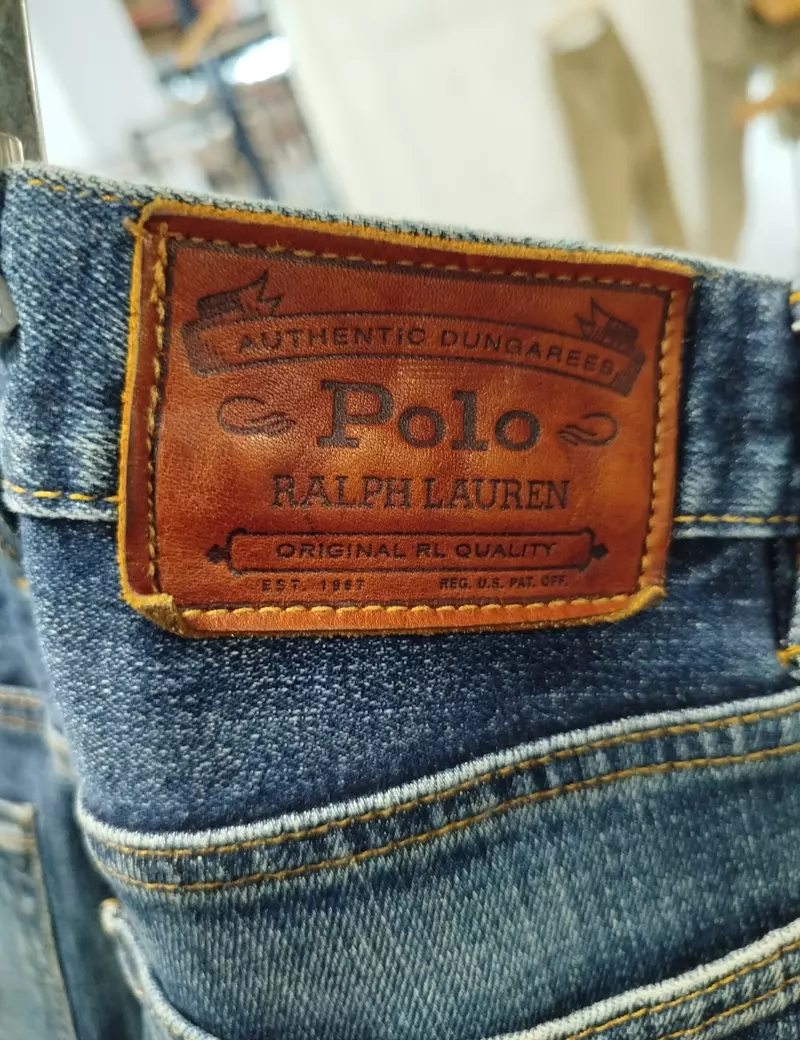 AUTHENTIC DUNGAREES
Polo
RALPH LAUREN
ORIGINAL RL QUALITY
EST. 1967 REG. U.S. PAT. OFF.